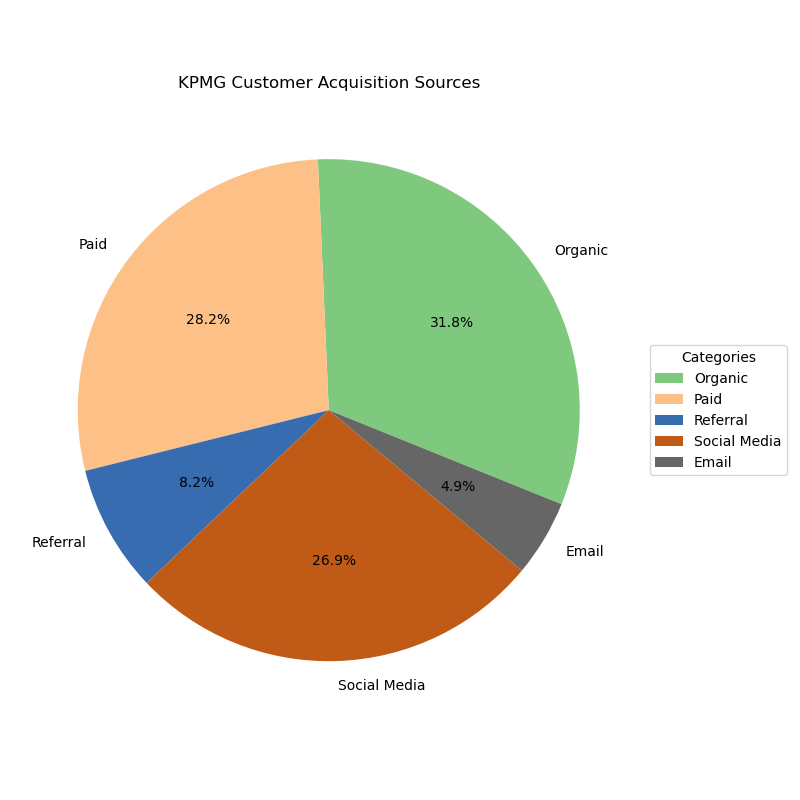 KPMG Customer Acquisition Sources
Paid
Organic
28.2%
31.8%
Categories
Organic
Paid
Referral
Social Media
Email
8.2%
4.9%
Referral
Email
26.9%
Social Media